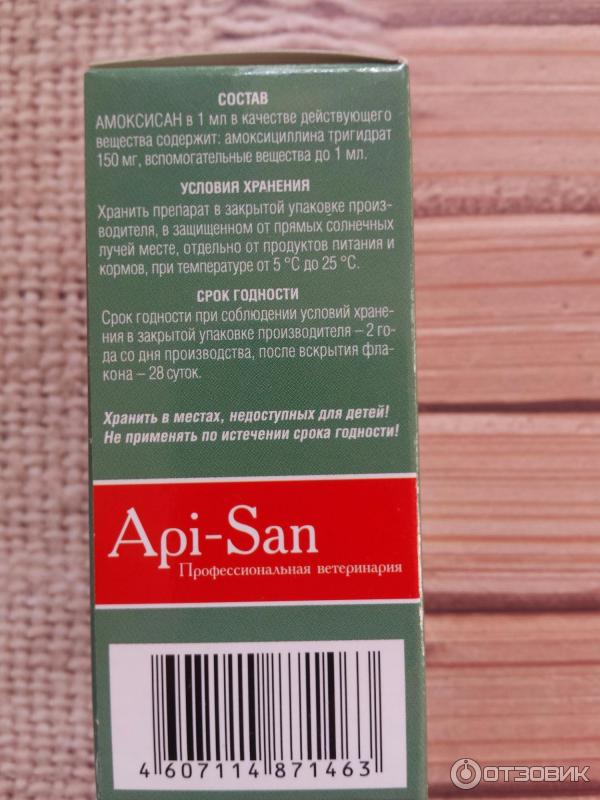 СОСТАВ
АМОКСИСАН в 1 мл в качестве действующего
вещества содержит: амоксициллина тригидрат
150 мг, вспомогательные вещества до 1 мл.
УСЛОВИЯ ХРАНЕНИЯ
Хранить препарат в закрытой упаковке произ-
водителя, в защищенном от прямых солнечных
лучей месте, отдельно от продуктов питания и
кормов, при температуре от 5 °С до 25 °С.
СРОК ГОДНОСТИ
Срок годности при соблюдении условий хране-
ния в закрытой упаковке производителя – 2 го-
да со дня производства, после вскрытия фла-
кона – 28 суток.
Хранить в местах, недоступных для детей!
Не применять по истечении срока годности!
Api-San
Профессиональная ветеринария
4 607114 871463
ОТЗОВИК